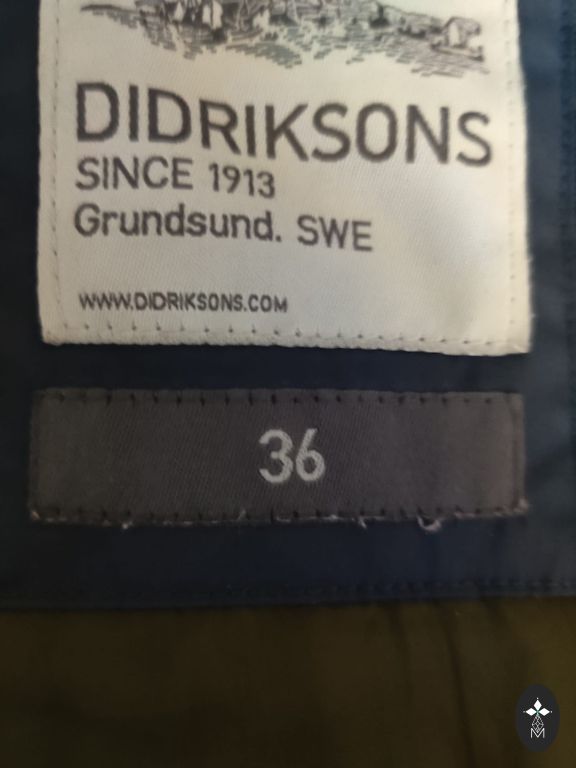 DIDRIKSONS
SINCE 1913
Grundsund. SWE
WWW.DIDRIKSONS.COM
36
M